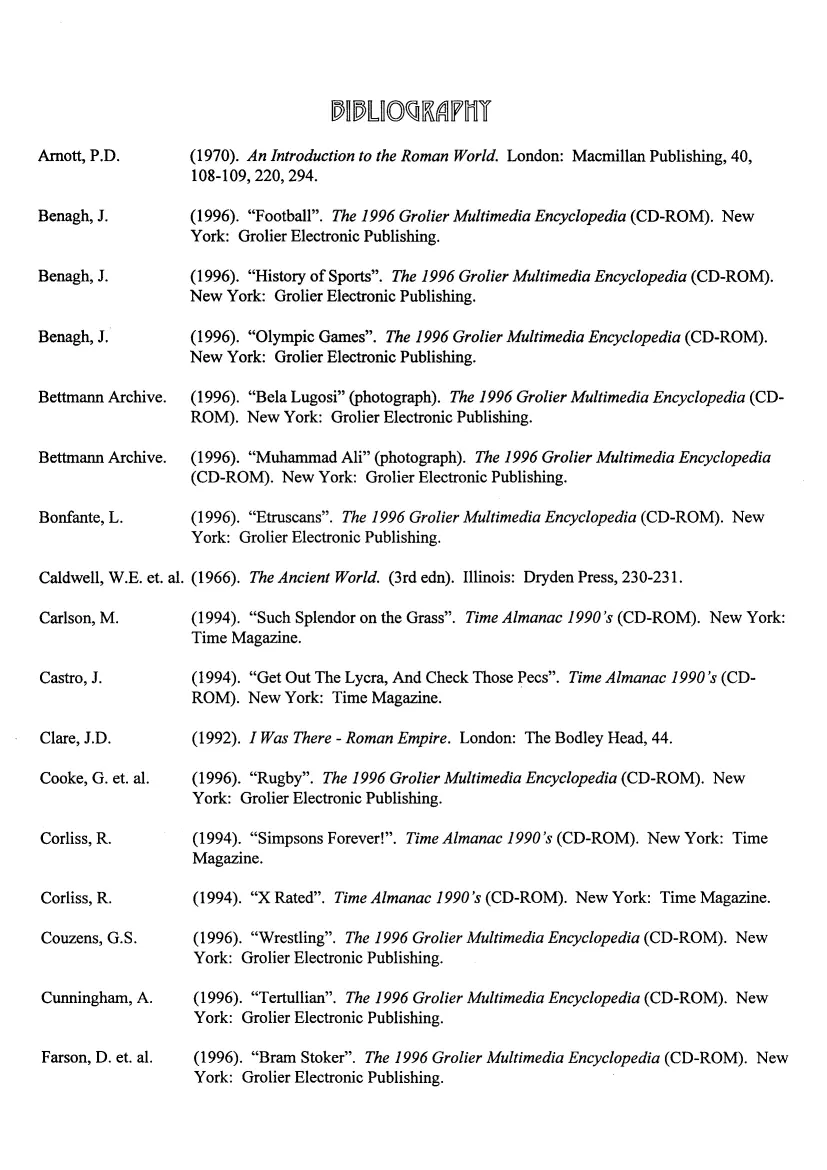 BIBLIOGRAPHY
Arnott, P.D. (1970). An Introduction to the Roman World. London: Macmillan Publishing, 40,
108-109, 220, 294.
Benagh, J. (1996). “Football”. The 1996 Grolier Multimedia Encyclopedia (CD-ROM). New
York: Grolier Electronic Publishing.
Benagh, J. (1996). “History of Sports”. The 1996 Grolier Multimedia Encyclopedia (CD-ROM).
New York: Grolier Electronic Publishing.
Benagh, J. (1996). “Olympic Games”. The 1996 Grolier Multimedia Encyclopedia (CD-ROM).
New York: Grolier Electronic Publishing.
Bettmann Archive. (1996). “Bela Lugosi” (photograph). The 1996 Grolier Multimedia Encyclopedia (CD-
ROM). New York: Grolier Electronic Publishing.
Bettmann Archive. (1996). “Muhammad Ali” (photograph). The 1996 Grolier Multimedia Encyclopedia
(CD-ROM). New York: Grolier Electronic Publishing.
Bonfante, L. (1996). “Etruscans”. The 1996 Grolier Multimedia Encyclopedia (CD-ROM). New
York: Grolier Electronic Publishing.
Caldwell, W.E. et. al. (1966). The Ancient World. (3rd edn). Illinois: Dryden Press, 230-231.
Carlson, M. (1994). “Such Splendor on the Grass”. Time Almanac 1990’s (CD-ROM). New York:
Time Magazine.
Castro, J. (1994). “Get Out The Lycra, And Check Those Pecs”. Time Almanac 1990’s (CD-
ROM). New York: Time Magazine.
Clare, J.D. (1992). I Was There - Roman Empire. London: The Bodley Head, 44.
Cooke, G. et. al. (1996). “Rugby”. The 1996 Grolier Multimedia Encyclopedia (CD-ROM). New
York: Grolier Electronic Publishing.
Corliss, R. (1994). “Simpsons Forever!”. Time Almanac 1990’s (CD-ROM). New York: Time
Magazine.
Corliss, R. (1994). “X Rated”. Time Almanac 1990’s (CD-ROM). New York: Time Magazine.
Couzens, G.S. (1996). “Wrestling”. The 1996 Grolier Multimedia Encyclopedia (CD-ROM). New
York: Grolier Electronic Publishing.
Cunningham, A. (1996). “Tertullian”. The 1996 Grolier Multimedia Encyclopedia (CD-ROM). New
York: Grolier Electronic Publishing.
Farson, D. et. al. (1996). “Bram Stoker”. The 1996 Grolier Multimedia Encyclopedia (CD-ROM). New
York: Grolier Electronic Publishing.